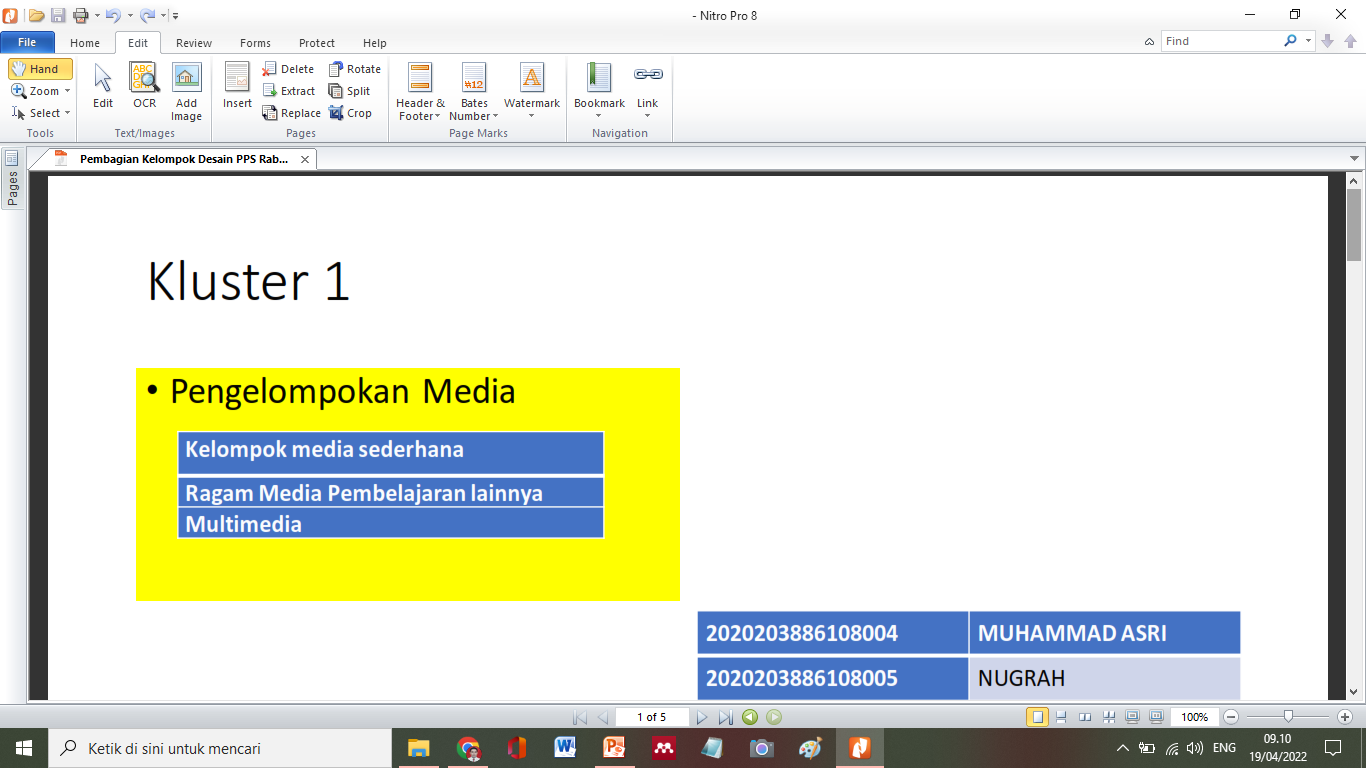 - Nitro Pro 8
File Home Edit Review Forms Protect Help
Find
Hand
Zoom
Select
Tools
Edit
OCR
Add Image
Text/Images
Insert
Delete
Extract
Replace
Rotate
Split
Crop
Pages
Header & Footer
Bates Number
Watermark
Page Marks
Bookmark
Link
Navigation
Pembagian Kelompok Desain PPS Rab...
Pages
Kluster 1
• Pengelompokan Media
Kelompok media sederhana
Ragam Media Pembelajaran lainnya
Multimedia
2020203886108004 MUHAMMAD ASRI
2020203886108005 NUGRAH
1 of 5
100%
Ketik di sini untuk mencari
ENG
09.10
19/04/2022